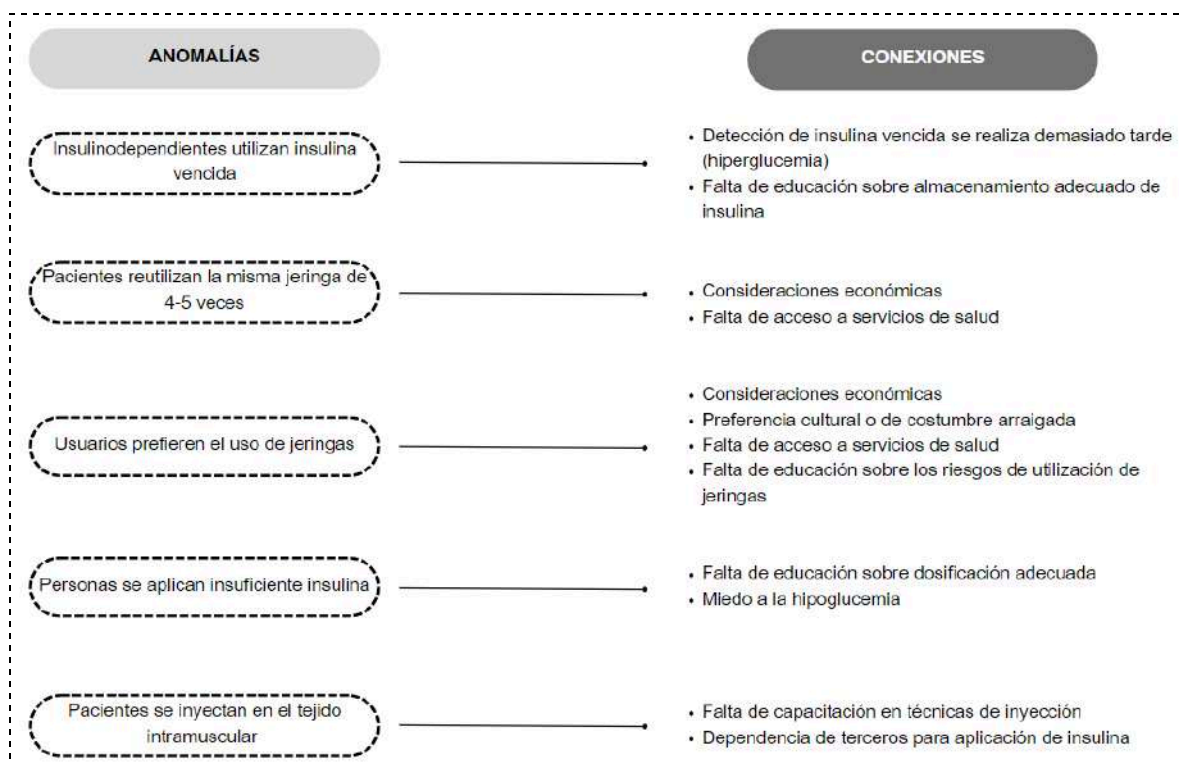 ANOMALÍAS
CONEXIONES
Insulinodependientes utilizan insulina
vencida
• Detección de insulina vencida se realiza demasiado tarde
(hiperglucemia)
• Falta de educación sobre almacenamiento adecuado de
insulina
Pacientes reutilizan la misma jeringa de
4-5 veces
• Consideraciones económicas
• Falta de acceso a servicios de salud
Usuarios prefieren el uso de jeringas
• Consideraciones económicas
• Preferencia cultural o de costumbre arraigada
• Falta de acceso a servicios de salud
• Falta de educación sobre los riesgos de utilización de
jeringas
Personas se aplican insuficiente insulina
• Falta de educación sobre dosificación adecuada
• Miedo a la hipoglucemia
Pacientes se inyectan en el tejido
intramuscular
• Falta de capacitación en técnicas de inyección
• Dependencia de terceros para aplicación de insulina